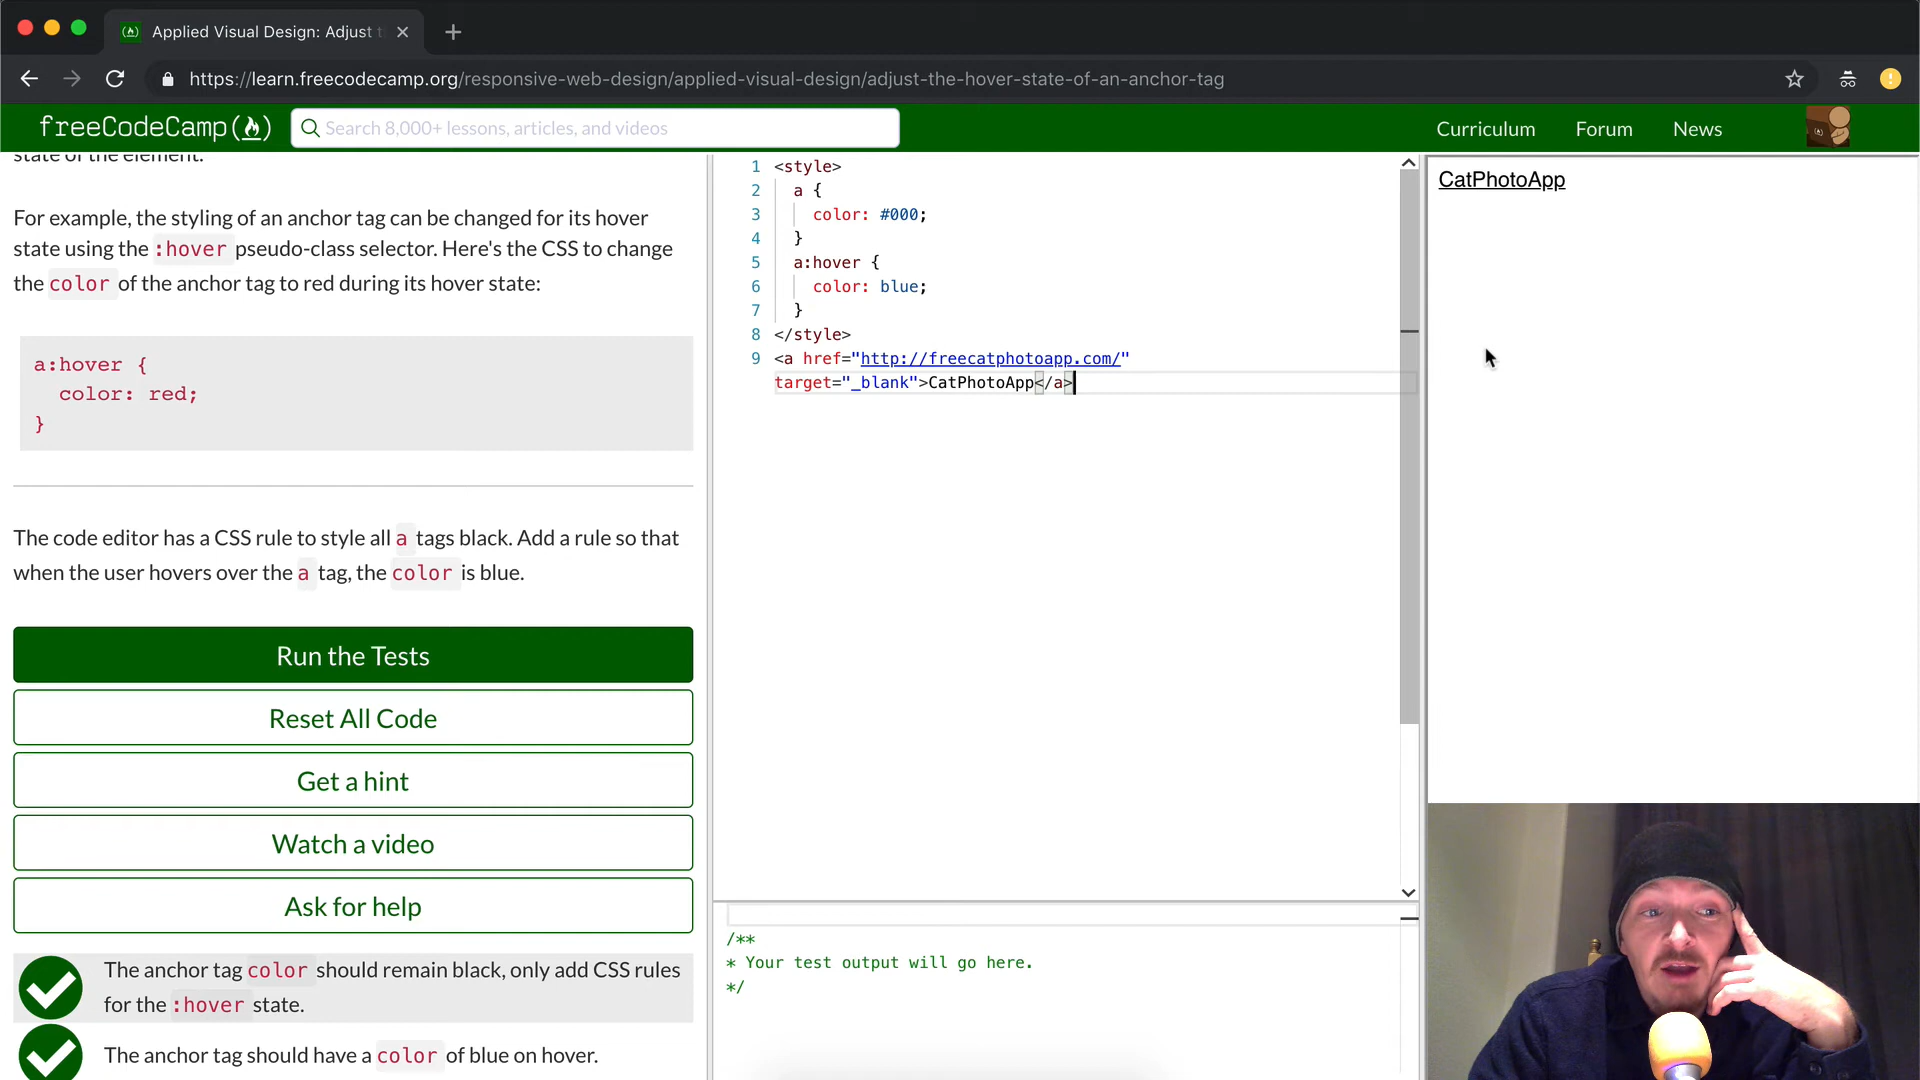 Applied Visual Design: Adjust t
https://learn.freecodecamp.org/responsive-web-design/applied-visual-design/adjust-the-hover-state-of-an-anchor-tag
freeCodeCamp
Search 8,000+ lessons, articles, and videos
Curriculum
Forum
News
state of the element.
For example, the styling of an anchor tag can be changed for its hover
state using the :hover pseudo-class selector. Here's the CSS to change
the color of the anchor tag to red during its hover state:
a:hover {
color: red;
}
The code editor has a CSS rule to style all a tags black. Add a rule so that
when the user hovers over the a tag, the color is blue.
Run the Tests
Reset All Code
Get a hint
Watch a video
Ask for help
The anchor tag color should remain black, only add CSS rules
for the :hover state.
The anchor tag should have a color of blue on hover.
1 <style>
2 a {
3 color: #000;
4 }
5 a:hover {
6 color: blue;
7 }
8 </style>
9 <a href="http://freecatphotoapp.com/"
target="_blank">CatPhotoApp</a>
/**
* Your test output will go here.
*/
CatPhotoApp